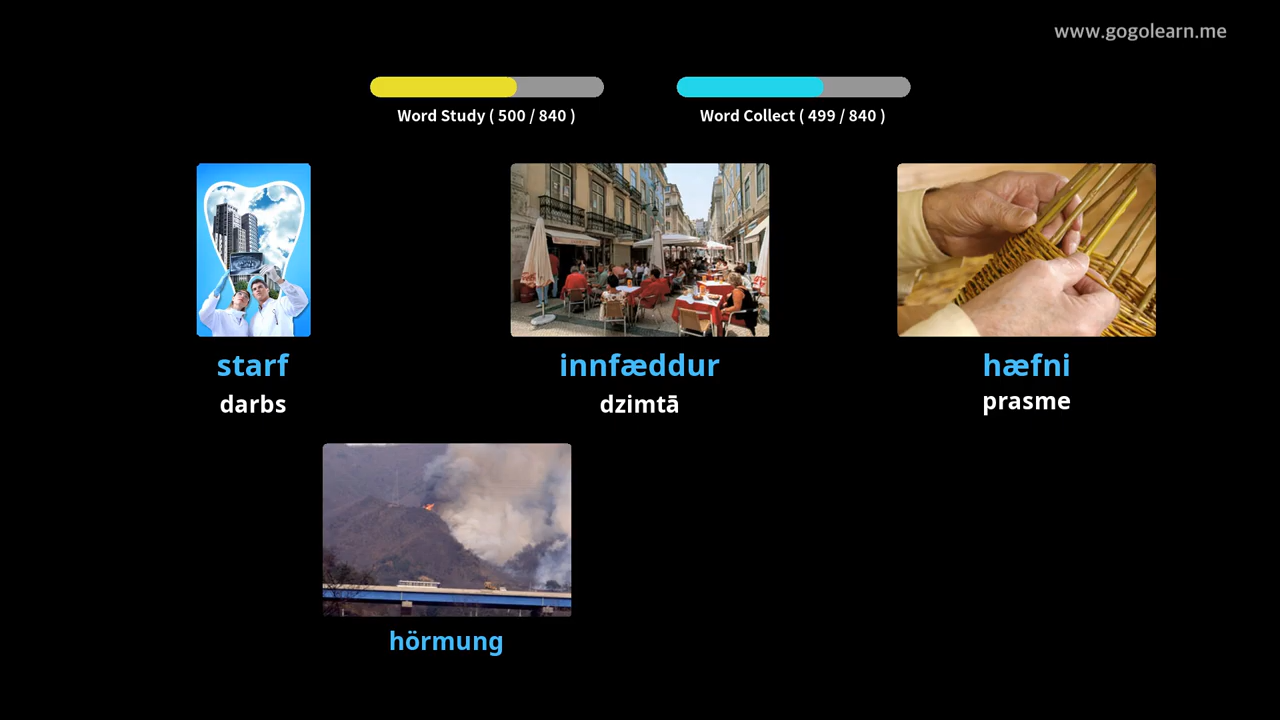 www.gogolearn.me
Word Study ( 500 / 840 )
Word Collect ( 499 / 840 )
starf
darbs
innfæddur
dzimtā
hæfni
prasme
hörmung